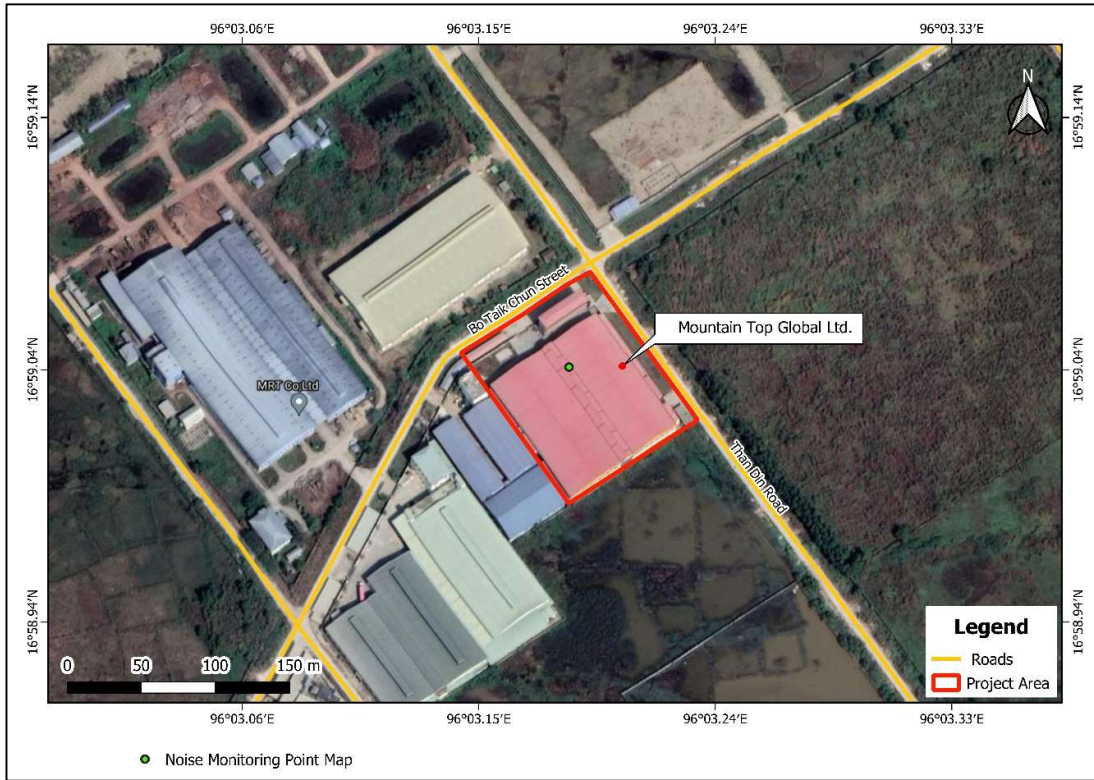 96°03.06'E 96°03.15'E 96°03.24'E 96°03.33'E
N
16°59.14'N 16°59.14'N
Bo Taik Chun Street
Mountain Top Global Ltd.
16°59.04'N 16°59.04'N
MRT Co;Ltd
Than Din Road
16°58.94'N 16°58.94'N
Legend
Roads
Project Area
0 50 100 150 m
96°03.06'E 96°03.15'E 96°03.24'E 96°03.33'E
Noise Monitoring Point Map